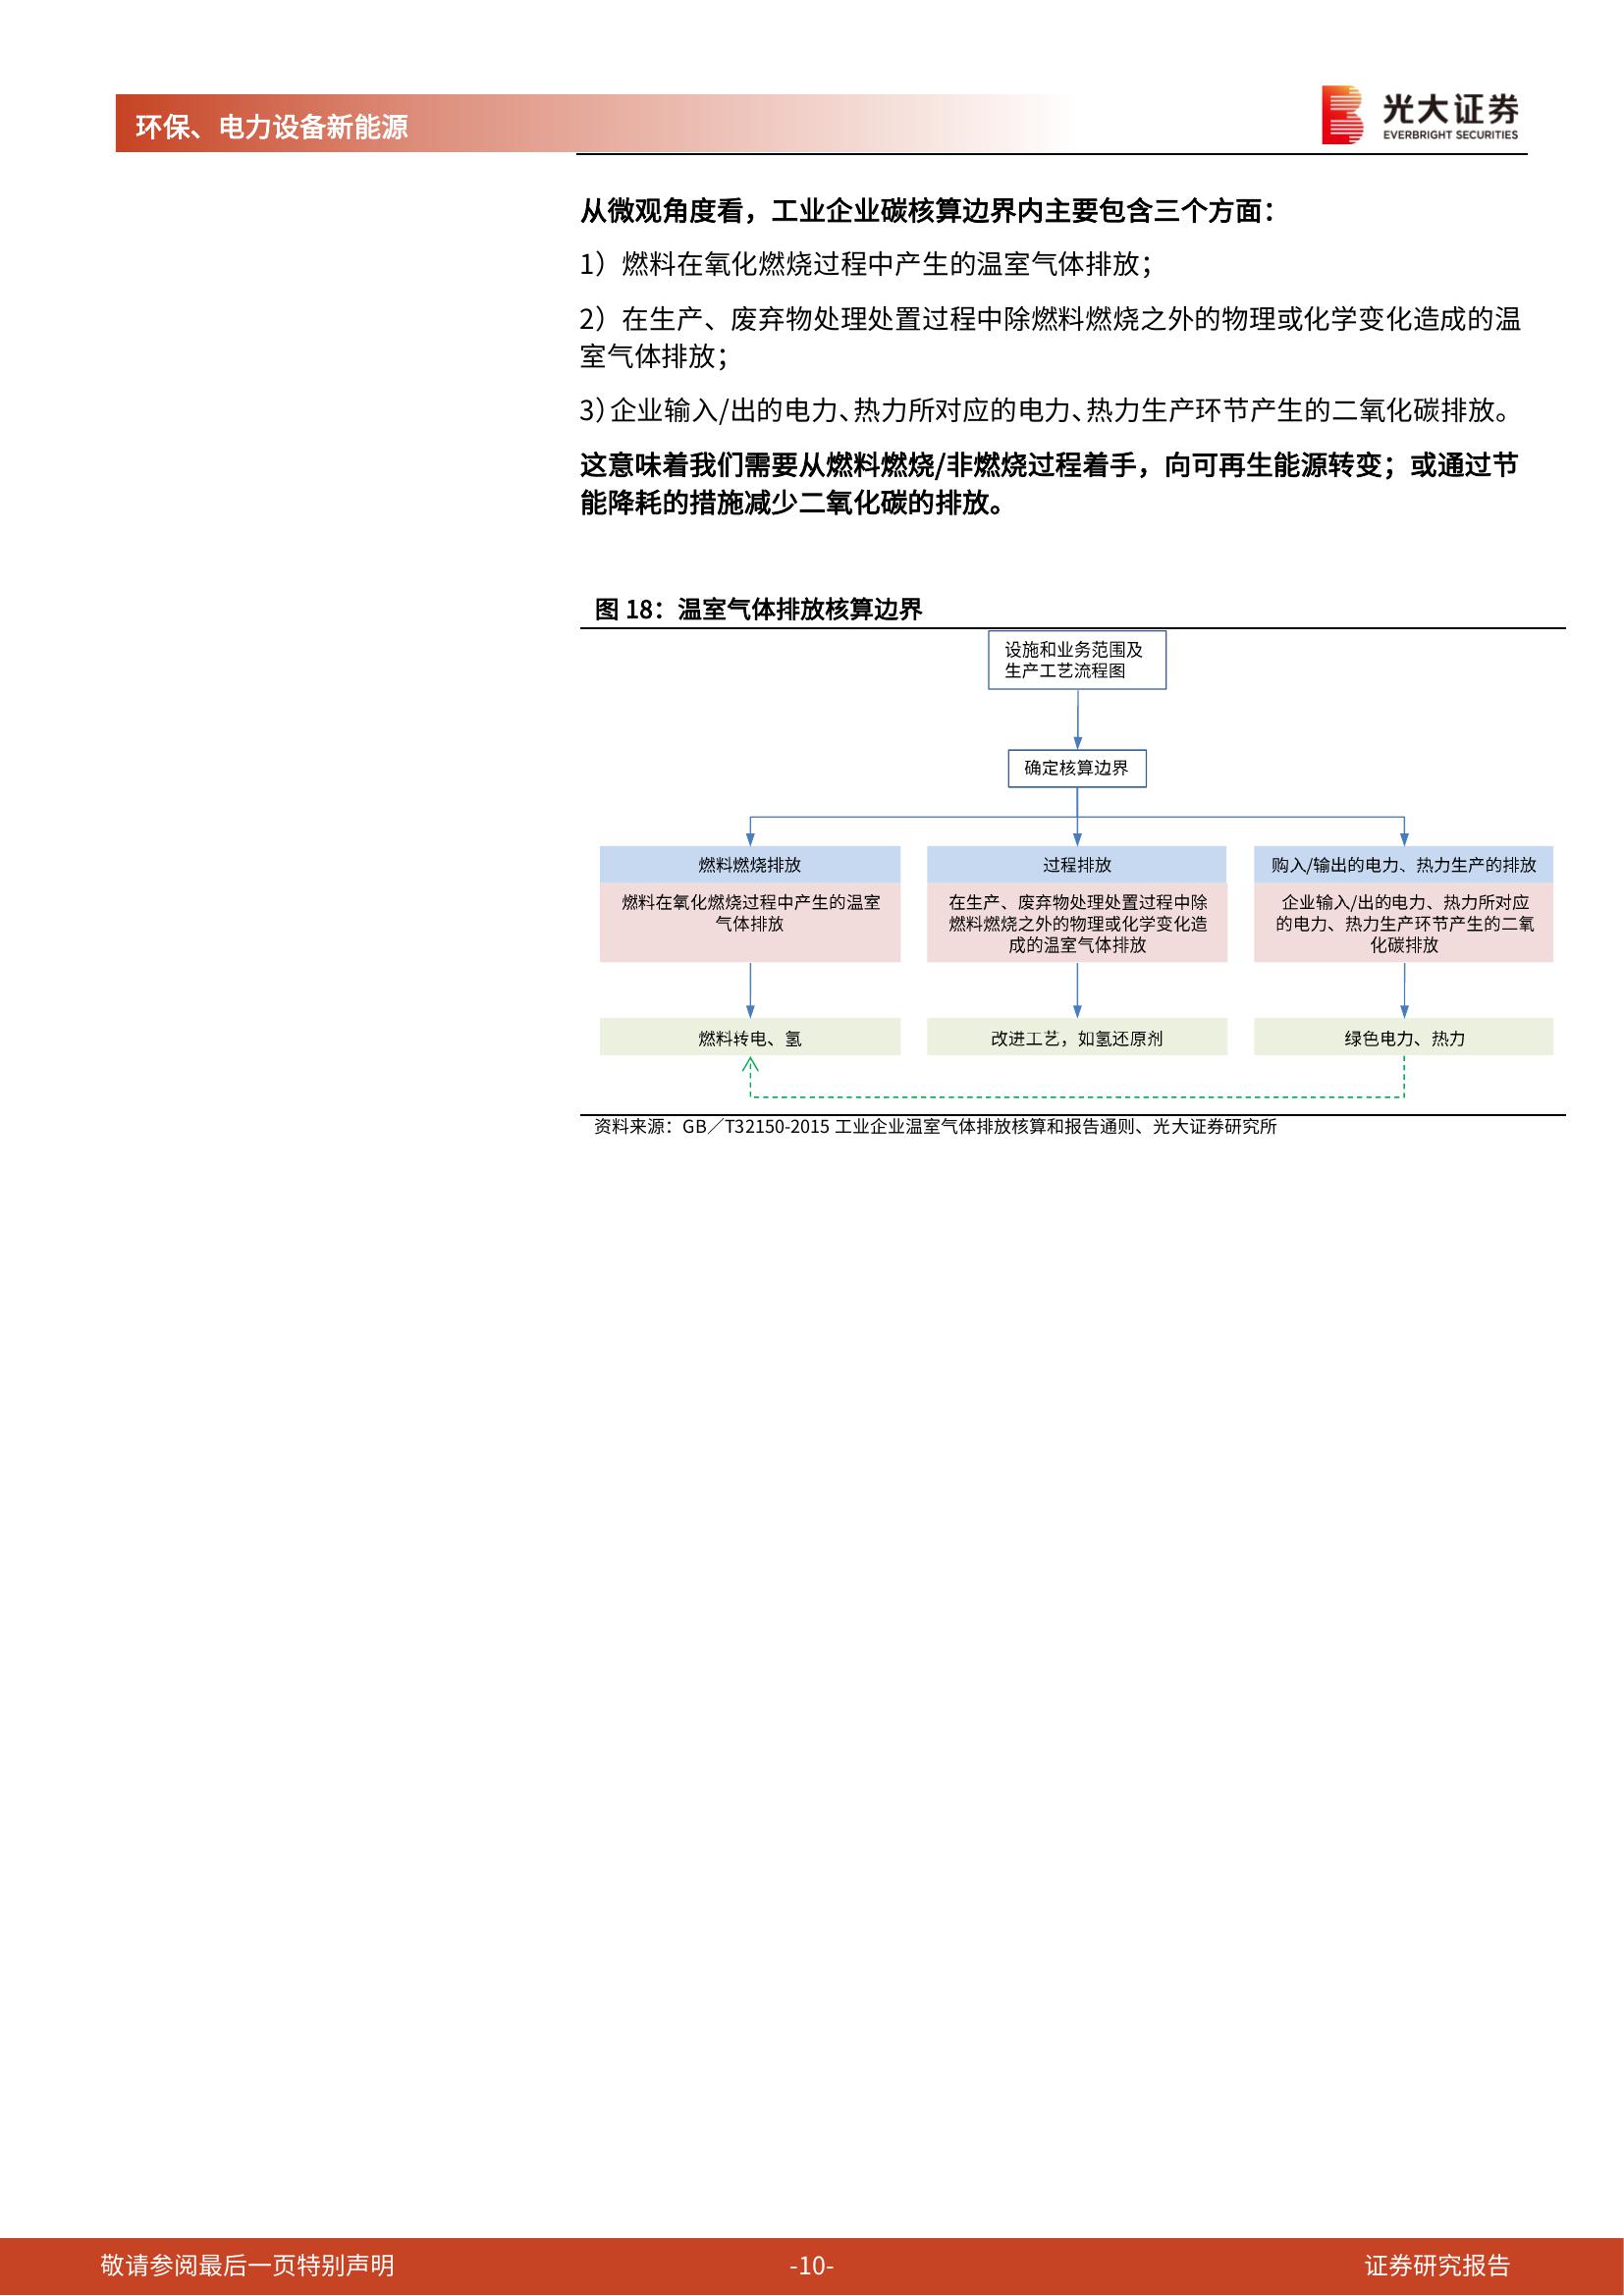 环保、电力设备新能源
光大证券
EVERBRIGHT SECURITIES
从微观角度看，工业企业碳核算边界内主要包含三个方面：
1）燃料在氧化燃烧过程中产生的温室气体排放；
2）在生产、废弃物处理处置过程中除燃料燃烧之外的物理或化学变化造成的温
室气体排放；
3）企业输入/出的电力、热力所对应的电力、热力生产环节产生的二氧化碳排放。
这意味着我们需要从燃料燃烧/非燃烧过程着手，向可再生能源转变；或通过节
能降耗的措施减少二氧化碳的排放。
图 18：温室气体排放核算边界
设施和业务范围及
生产工艺流程图
确定核算边界
燃料燃烧排放
燃料在氧化燃烧过程中产生的温室
气体排放
燃料转电、氢
过程排放
在生产、废弃物处理处置过程中除
燃料燃烧之外的物理或化学变化造
成的温室气体排放
改进工艺，如氢还原剂
购入/输出的电力、热力生产的排放
企业输入/出的电力、热力所对应
的电力、热力生产环节产生的二氧
化碳排放
绿色电力、热力
资料来源：GB／T32150-2015 工业企业温室气体排放核算和报告通则、光大证券研究所
敬请参阅最后一页特别声明
-10-
证券研究报告